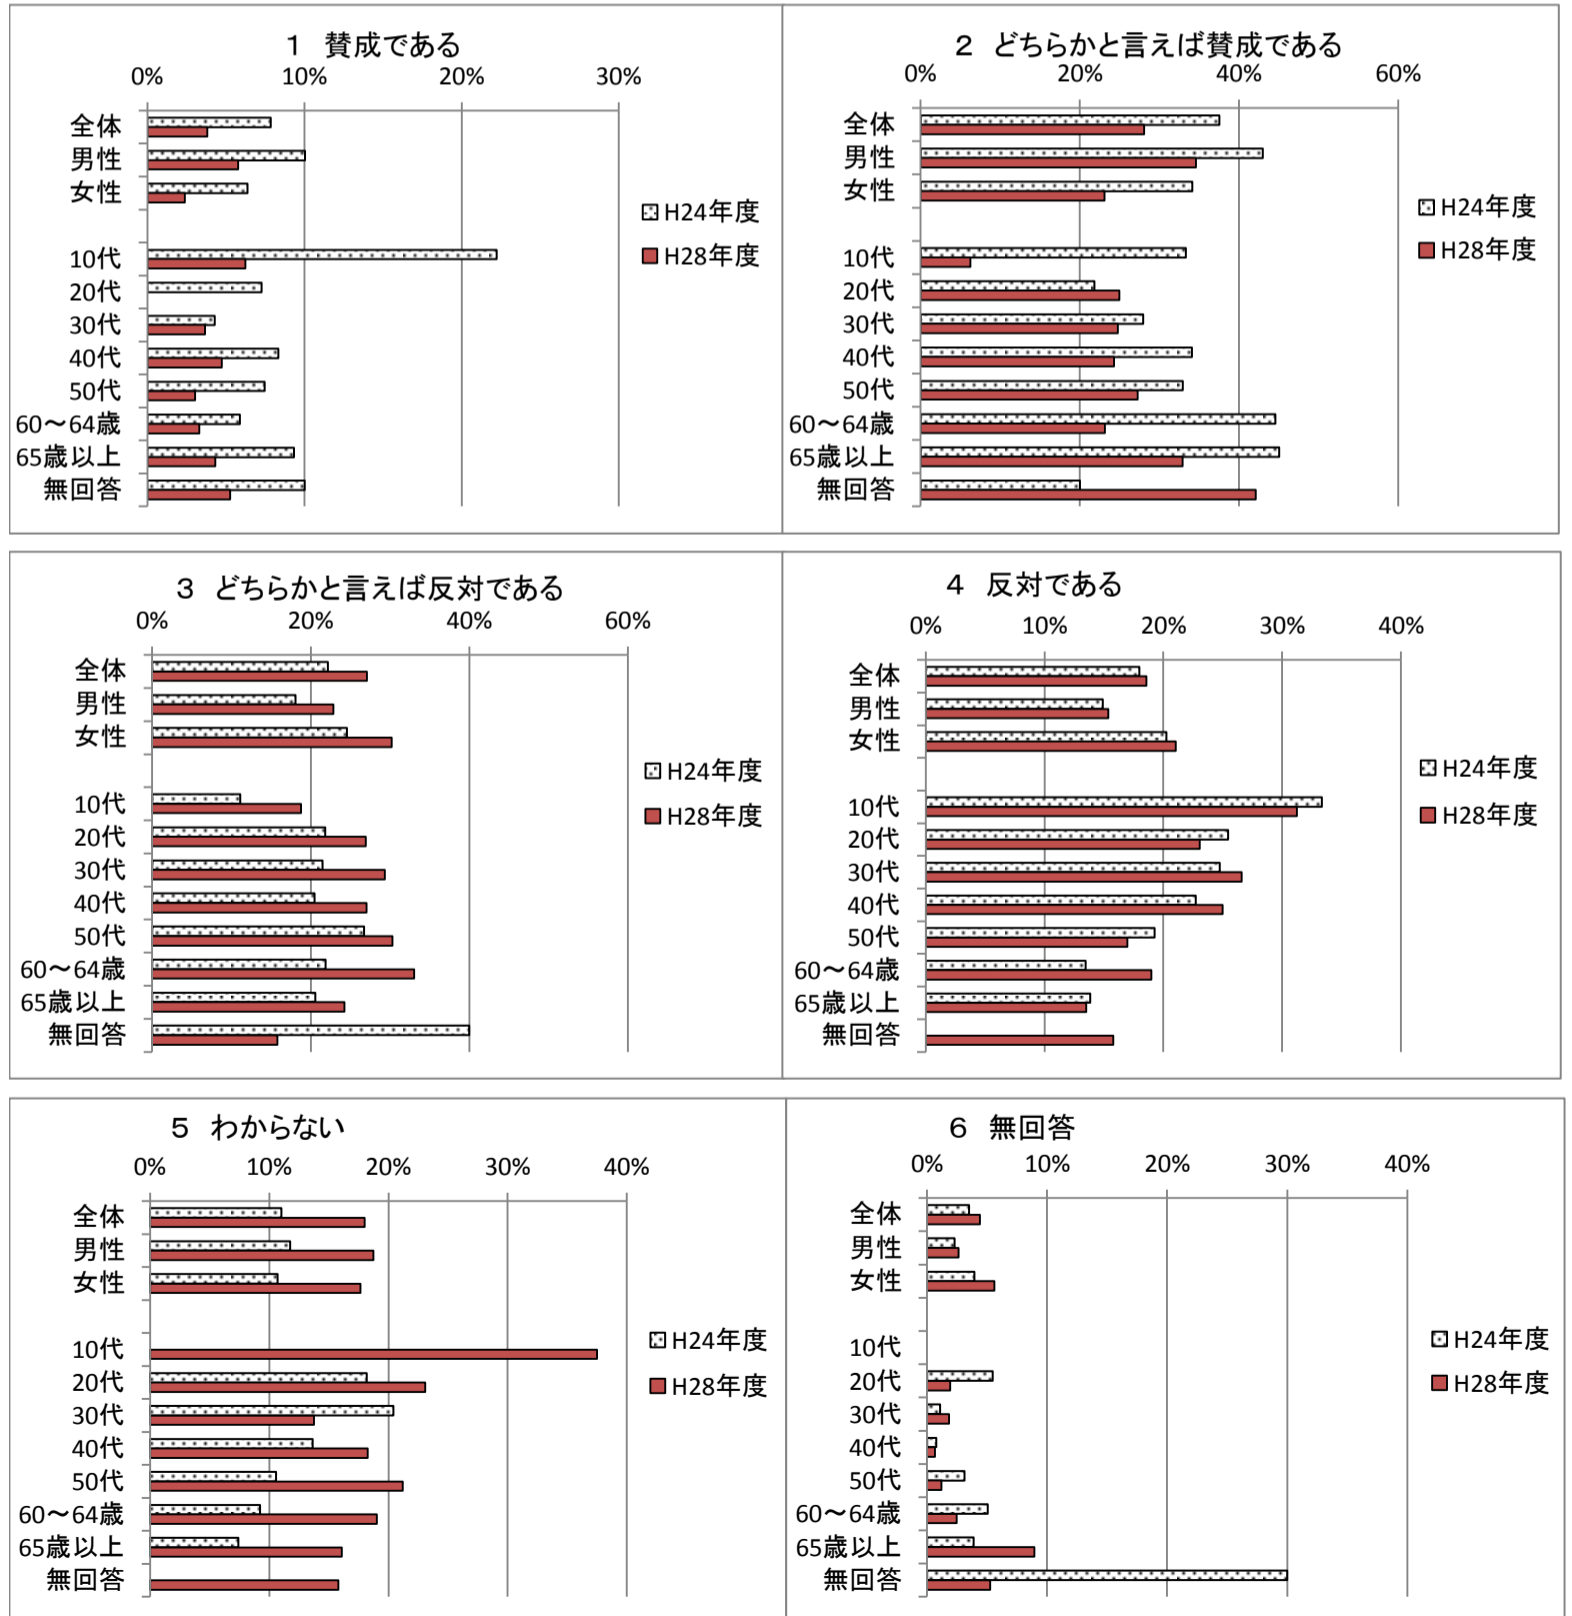 １　賛成である
0% 10% 20% 30%
全体
男性
女性
10代
20代
30代
40代
50代
60～64歳
65歳以上
無回答
H24年度
H28年度
２　どちらかと言えば賛成である
0% 20% 40% 60%
全体
男性
女性
10代
20代
30代
40代
50代
60～64歳
65歳以上
無回答
H24年度
H28年度
３　どちらかと言えば反対である
0% 20% 40% 60%
全体
男性
女性
10代
20代
30代
40代
50代
60～64歳
65歳以上
無回答
H24年度
H28年度
４　反対である
0% 10% 20% 30% 40%
全体
男性
女性
10代
20代
30代
40代
50代
60～64歳
65歳以上
無回答
H24年度
H28年度
５　わからない
0% 10% 20% 30% 40%
全体
男性
女性
10代
20代
30代
40代
50代
60～64歳
65歳以上
無回答
H24年度
H28年度
６　無回答
0% 10% 20% 30% 40%
全体
男性
女性
10代
20代
30代
40代
50代
60～64歳
65歳以上
無回答
H24年度
H28年度